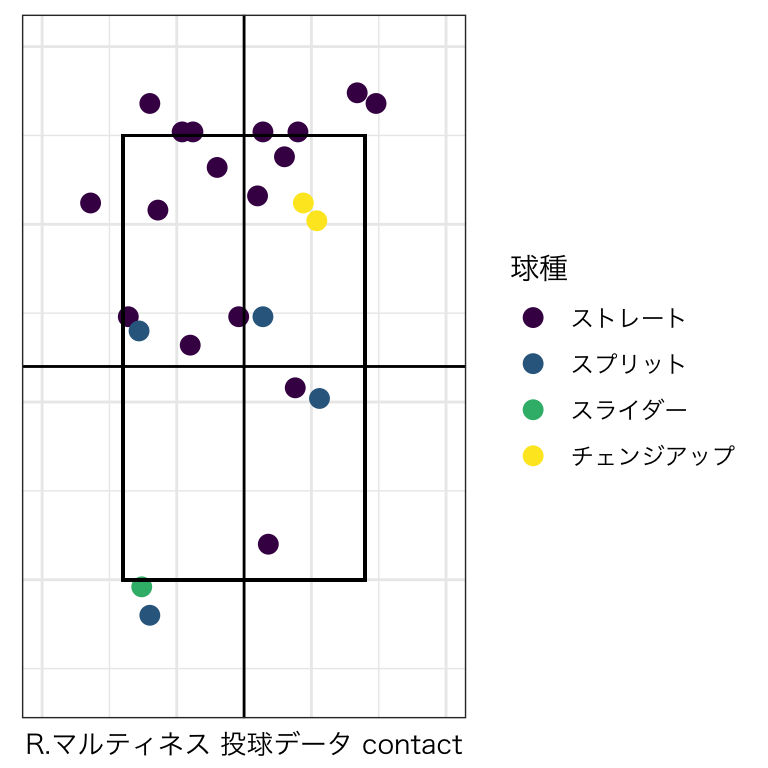 球種
ストレート
スプリット
スライダー
チェンジアップ
R.マルティネス 投球データ contact